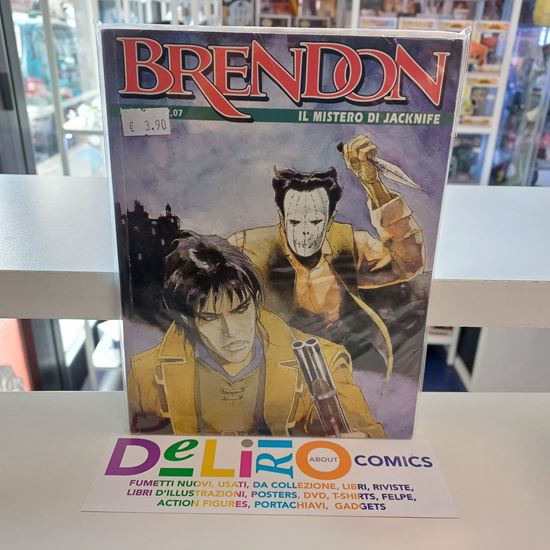 BRENDON
,07
IL MISTERO DI JACKNIFE
€ 3.90
DeLiRIO ABOUT COMICS
FUMETTI NUOVI, USATI, DA COLLEZIONE, LIBRI, RIVISTE,
LIBRI D'ILLUSTRAZIONI, POSTERS, DVD, T-SHIRTS, FELPE,
ACTION FIGURES, PORTACHIAVI, GADGETS